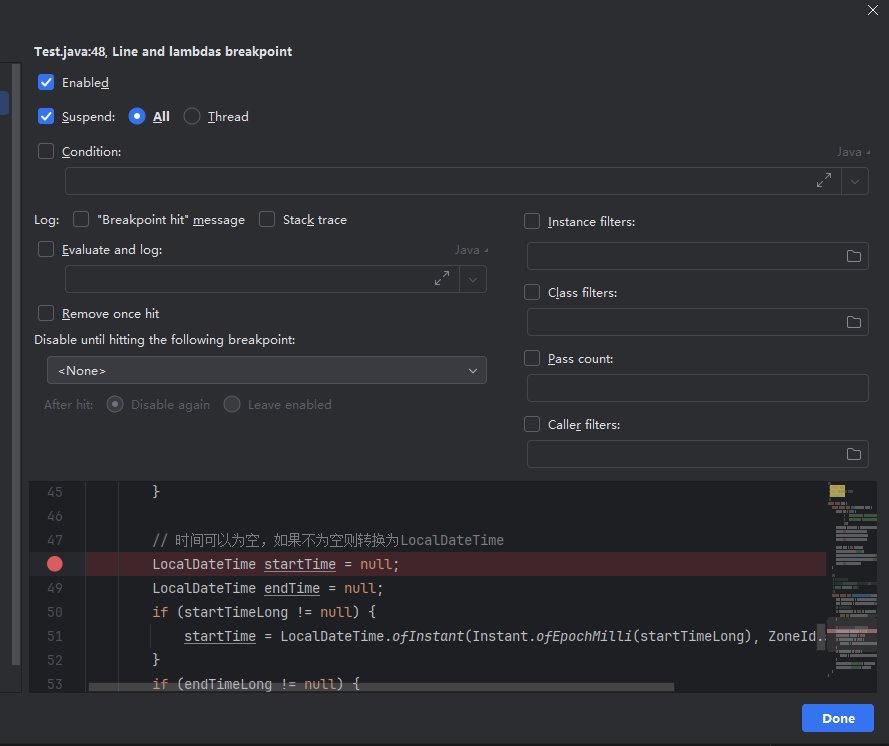 Test.java:48, Line and lambdas breakpoint
Enabled
Suspend: All Thread
Condition: Java
Log: "Breakpoint hit" message Stack trace
Instance filters:
Evaluate and log: Java
Class filters:
Remove once hit
Disable until hitting the following breakpoint:
Pass count:
<None>
After hit: Disable again Leave enabled
Caller filters:
45 }
46
47 // 时间可以为空，如果不为空则转换为LocalDateTime
LocalDateTime startTime = null;
49 LocalDateTime endTime = null;
50 if (startTimeLong != null) {
51 startTime = LocalDateTime.ofInstant(Instant.ofEpochMilli(startTimeLong), ZoneId.
52 }
53 if (endTimeLong != null) {
Done